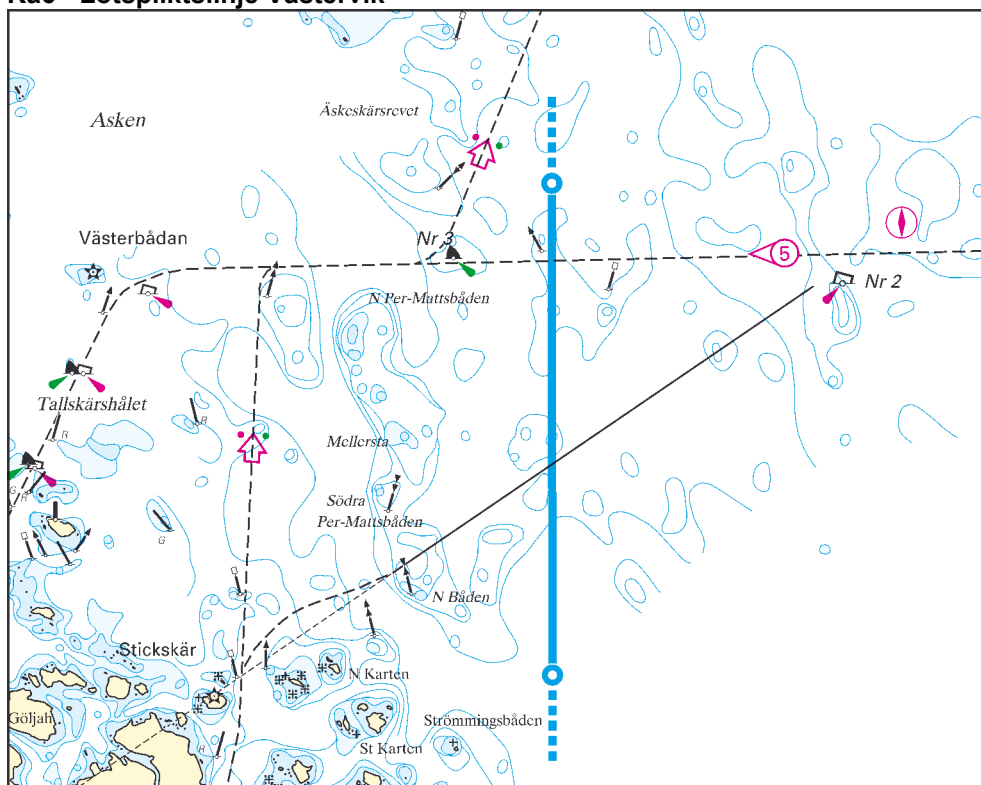 Asken
Äskeskärsrevet
Västerbådan
Nr 3
5
Nr 2
N Per-Mattsbåden
Tallskärshålet
R
R
Mellersta
G
R
Södra
Per-Mattsbåden
G
N Båden
Stickskär
N Karten
Göljah
Strömmingsbåden
St Karten
R